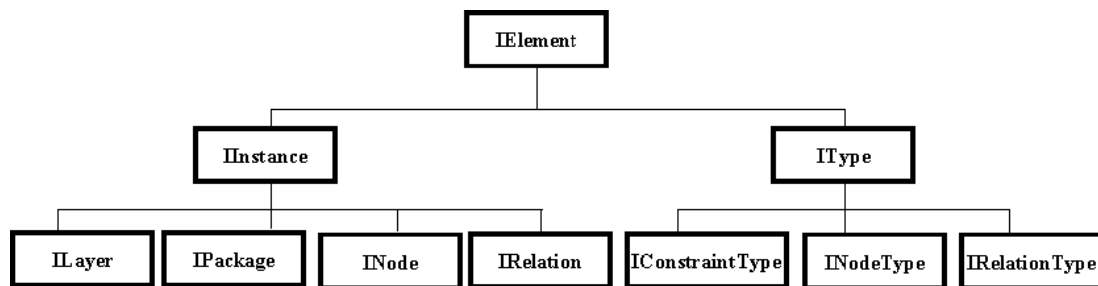 IElement
IInstance
IType
ILayer
IPackage
INode
IRelation
IConstraintType
INodeType
IRelationType